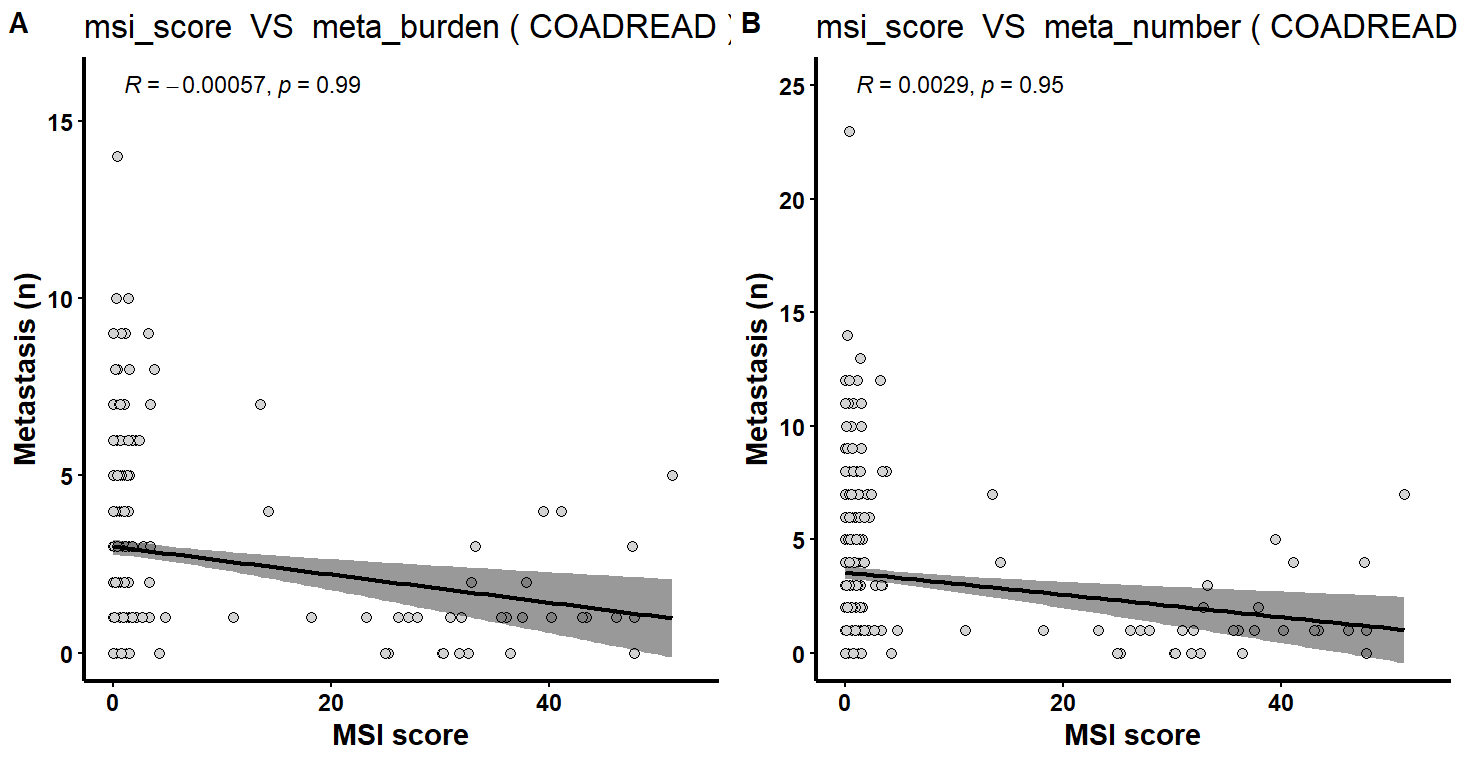 A
msi_score VS meta_burden ( COADREAD )
R = −0.00057, p = 0.99
15
10
5
0
Metastasis (n)
0
20
40
MSI score
B
msi_score VS meta_number ( COADREAD
R = 0.0029, p = 0.95
25
20
15
10
5
0
Metastasis (n)
0
20
40
MSI score